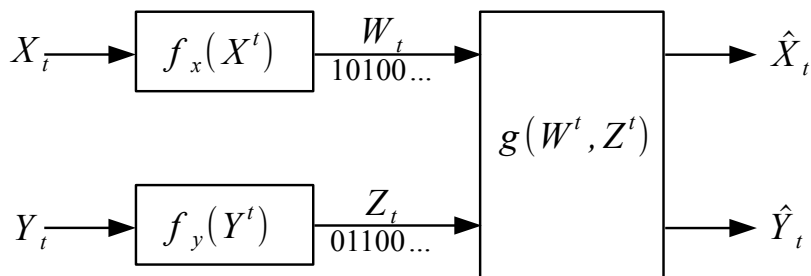 X_t f_x(X^t) W_t X̂_t
10100...
g(W^t, Z^t)
Y_t f_y(Y^t) Z_t Ŷ_t
01100...